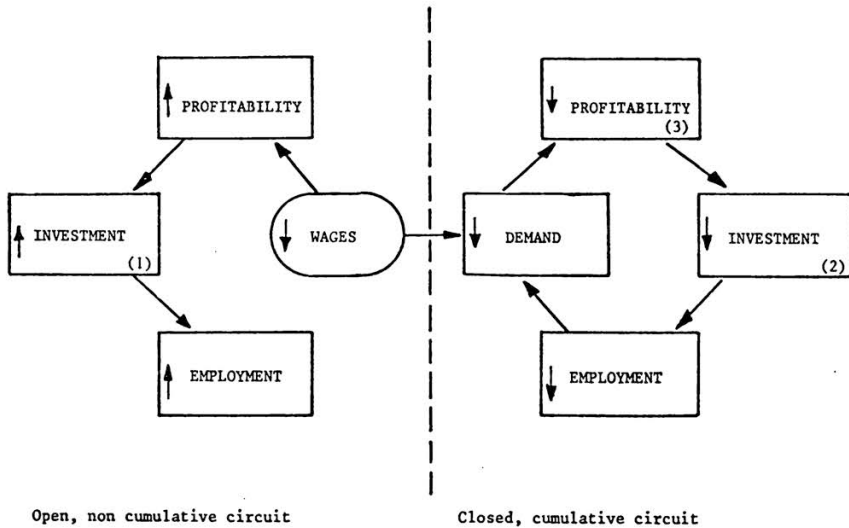 PROFITABILITY
INVESTMENT
(1)
WAGES
EMPLOYMENT
PROFITABILITY
(3)
DEMAND
INVESTMENT
(2)
EMPLOYMENT
Open, non cumulative circuit
Closed, cumulative circuit